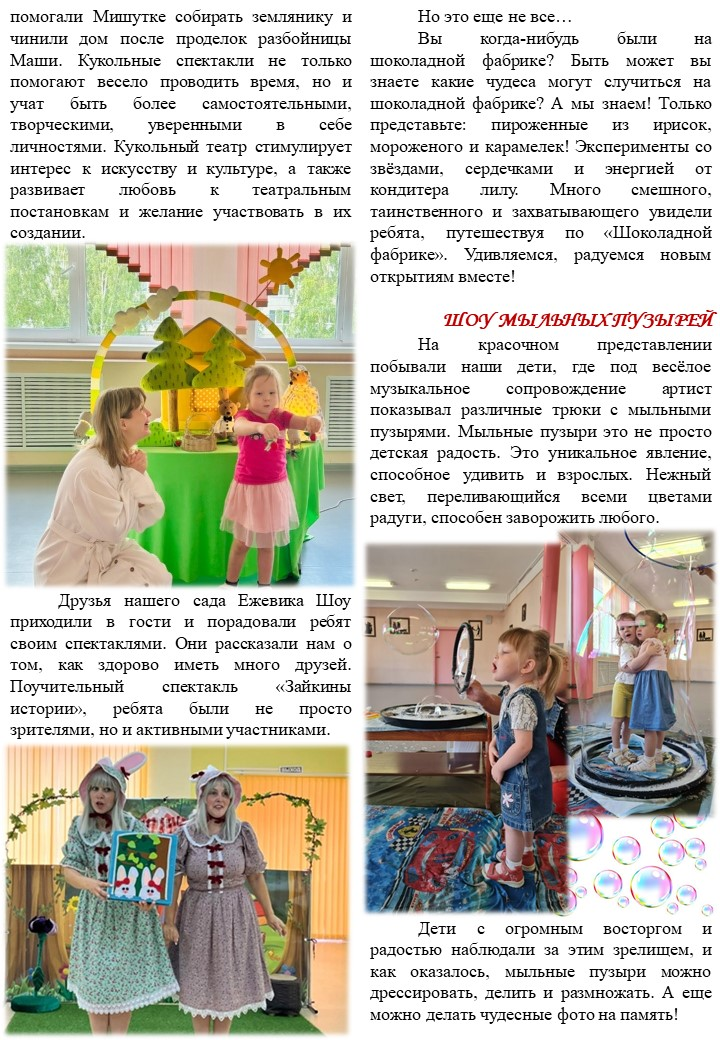 помогали Мишутке собирать землянику и
чинили дом после проделок разбойницы
Маши. Кукольные спектакли не только
помогают весело проводить время, но и
учат быть более самостоятельными,
творческими, уверенными в себе
личностями. Кукольный театр стимулирует
интерес к искусству и культуре, а также
развивает любовь к театральным
постановкам и желание участвовать в их
создании.
Друзья нашего сада Ежевика Шоу
приходили в гости и порадовали ребят
своим спектаклями. Они рассказали нам о
том, как здорово иметь много друзей.
Поучительный спектакль «Зайкины
истории», ребята были не просто
зрителями, но и активными участниками.
Но это еще не все…
Вы когда-нибудь были на
шоколадной фабрике? Быть может вы
знаете какие чудеса могут случиться на
шоколадной фабрике? А мы знаем! Только
представьте: пироженные из ирисок,
мороженого и карамелек! Эксперименты со
звёздами, сердечками и энергией от
кондитера лилу. Много смешного,
таинственного и захватывающего увидели
ребята, путешествуя по «Шоколадной
фабрике». Удивляемся, радуемся новым
открытиям вместе!
ШОУ МЫЛЬНЫХ ПУЗЫРЕЙ
На красочном представлении
побывали наши дети, где под весёлое
музыкальное сопровождение артист
показывал различные трюки с мыльными
пузырями. Мыльные пузыри это не просто
детская радость. Это уникальное явление,
способное удивить и взрослых. Нежный
свет, переливающийся всеми цветами
радуги, способен заворожить любого.
Дети с огромным восторгом и
радостью наблюдали за этим зрелищем, и
как оказалось, мыльные пузыри можно
дрессировать, делить и размножать. А еще
можно делать чудесные фото на память!